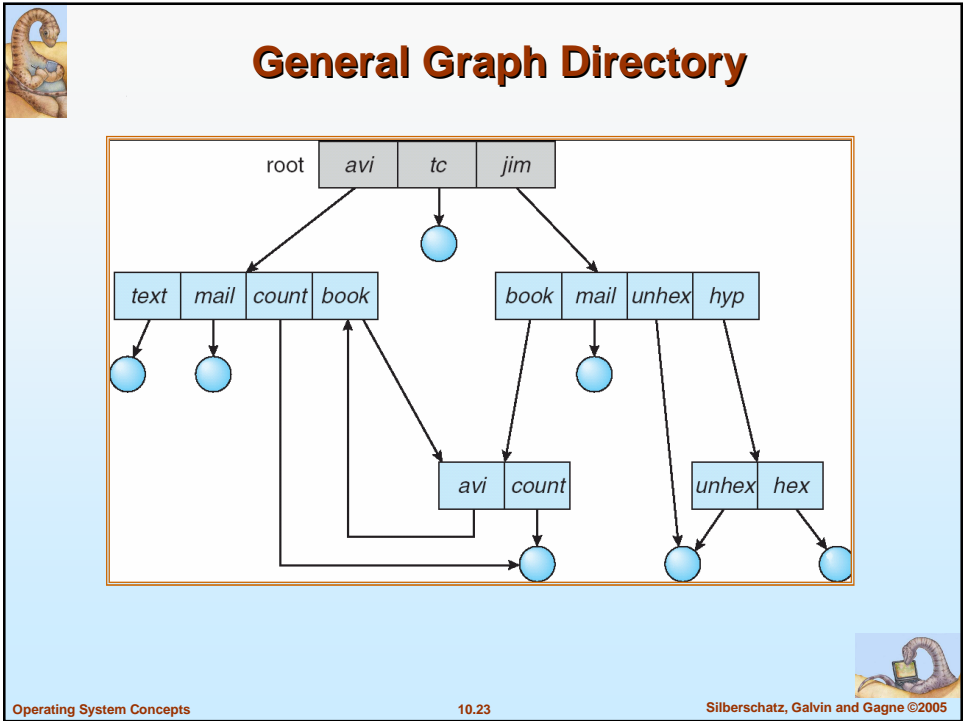 General Graph Directory
root avi tc jim
text mail count book book mail unhex hyp
avi count unhex hex
Operating System Concepts 10.23 Silberschatz, Galvin and Gagne ©2005